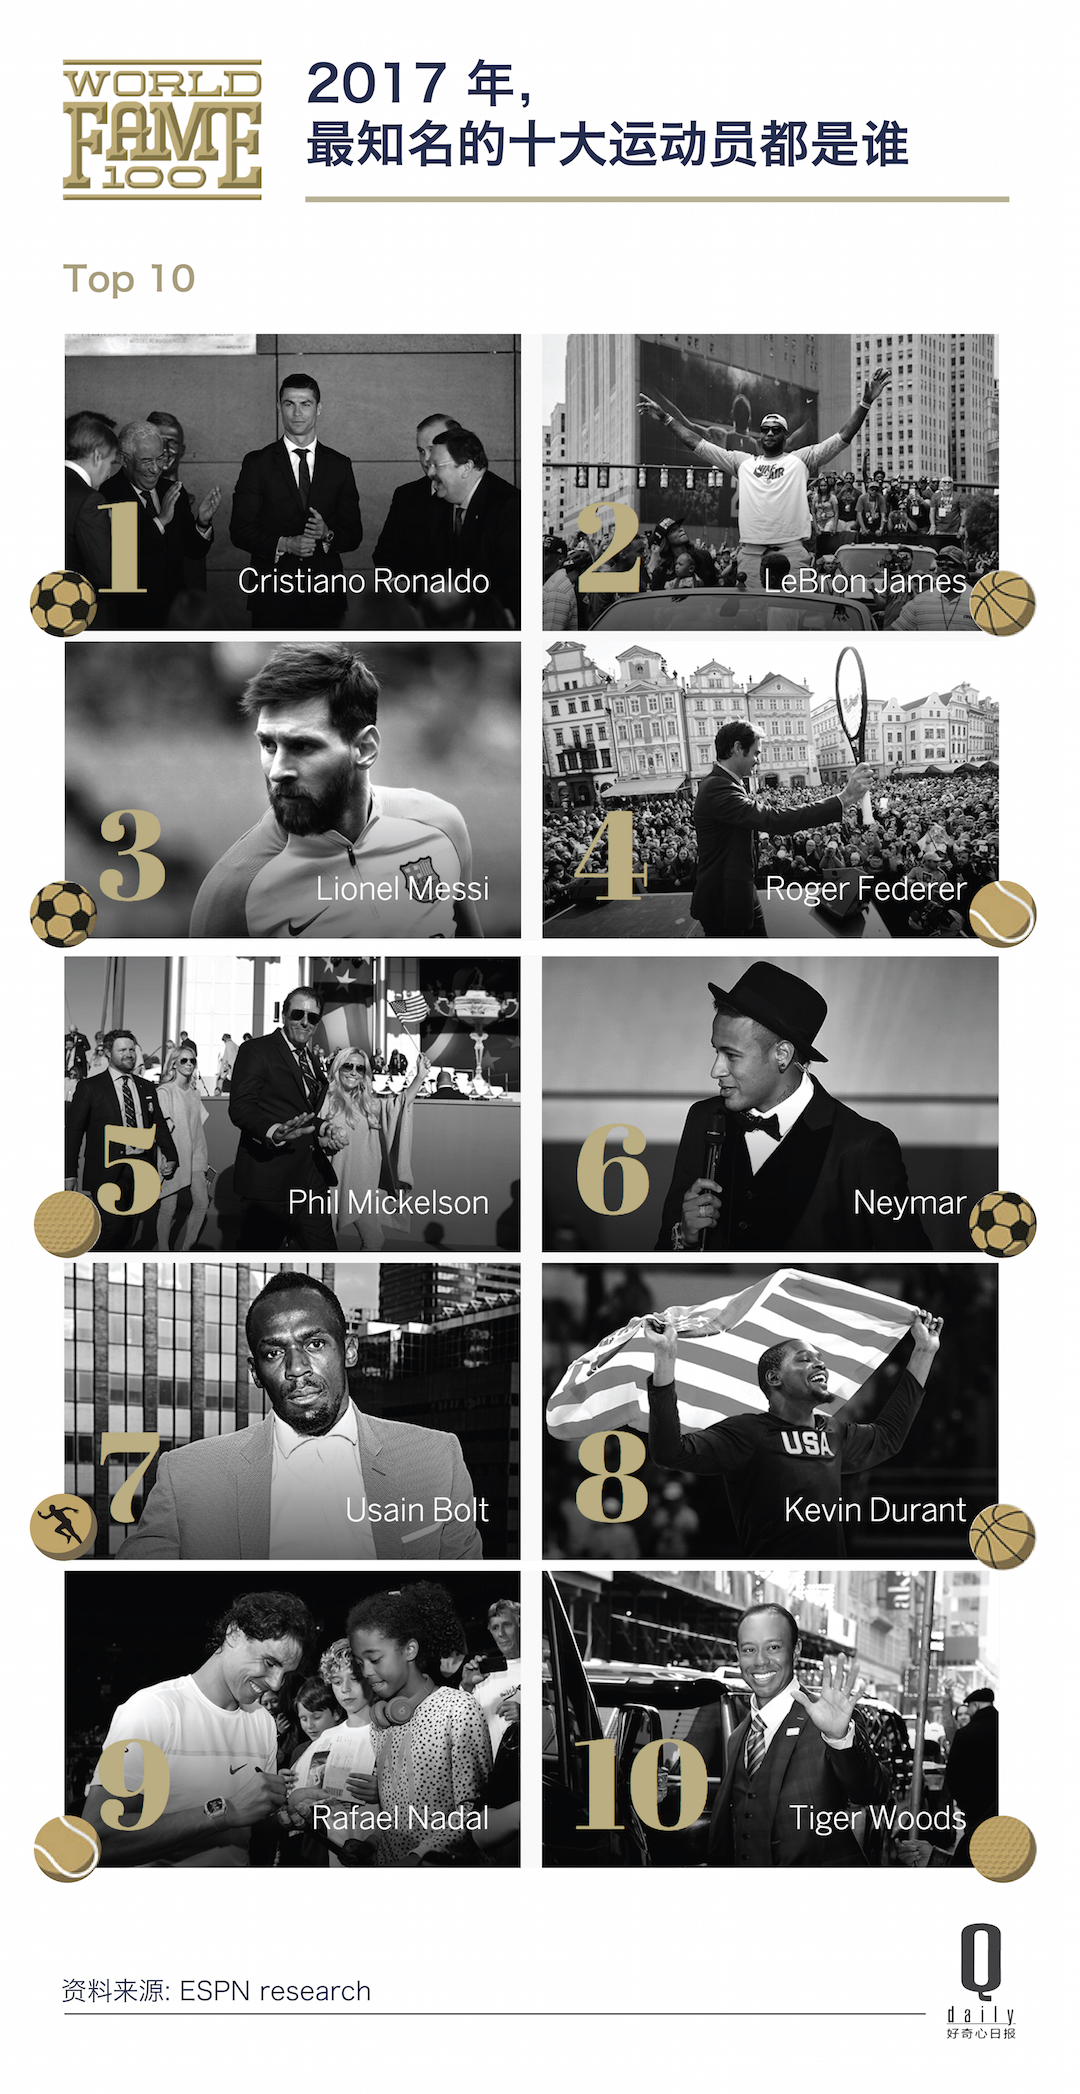 WORLD
FAME
100
2017 年,
最知名的十大运动员都是谁
Top 10
1
Cristiano Ronaldo
NIKE
AIR
2
LeBron James
3
Lionel Messi
4
Roger Federer
5
Phil Mickelson
6
Neymar
7
Usain Bolt
USA
8
Kevin Durant
9
Rafael Nadal
10
Tiger Woods
资料来源: ESPN research
Q
daily
好奇心日报